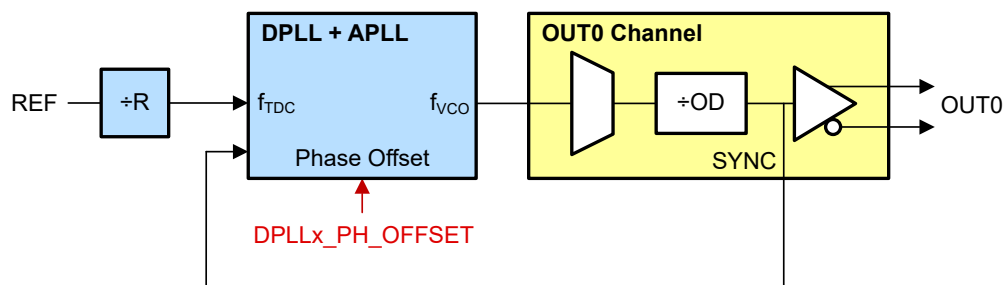 DPLL + APLL
OUT0 Channel
REF
÷R
fTDC
fVCO
÷OD
OUT0
Phase Offset
SYNC
DPLLx_PH_OFFSET